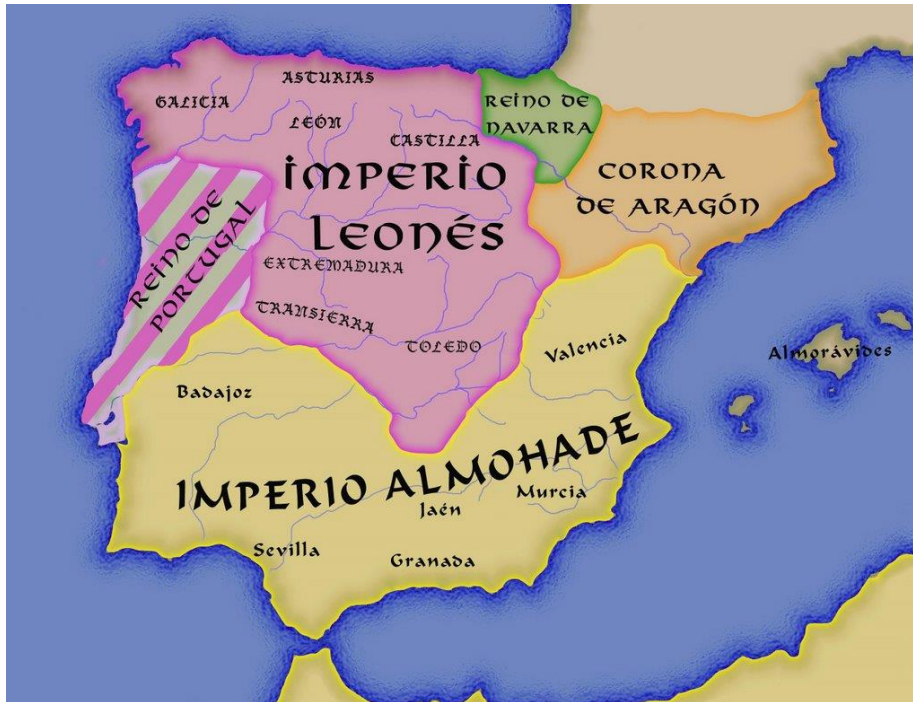 ASTURIAS
GALICIA
LEÓN
CASTILLA
REINO DE
NAVARRA
IMPERIO
LEONÉS
CORONA
DE ARAGÓN
REINO DE
PORTUGAL
EXTREMADURA
TRANSIERRA
TOLEDO
Valencia
Almorávides
Badajoz
IMPERIO ALMOHADE
Murcia
Jaén
Sevilla
Granada